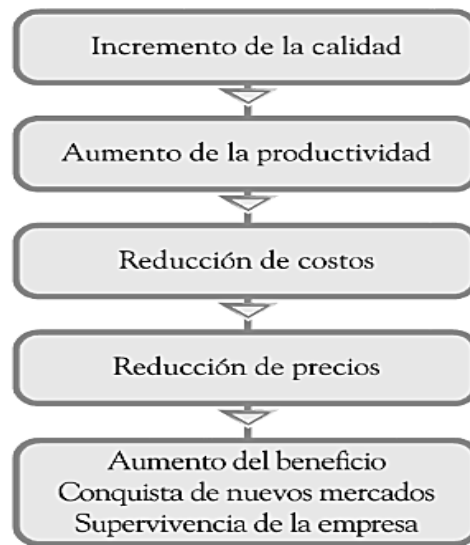 Incremento de la calidad
Aumento de la productividad
Reducción de costos
Reducción de precios
Aumento del beneficio
Conquista de nuevos mercados
Supervivencia de la empresa